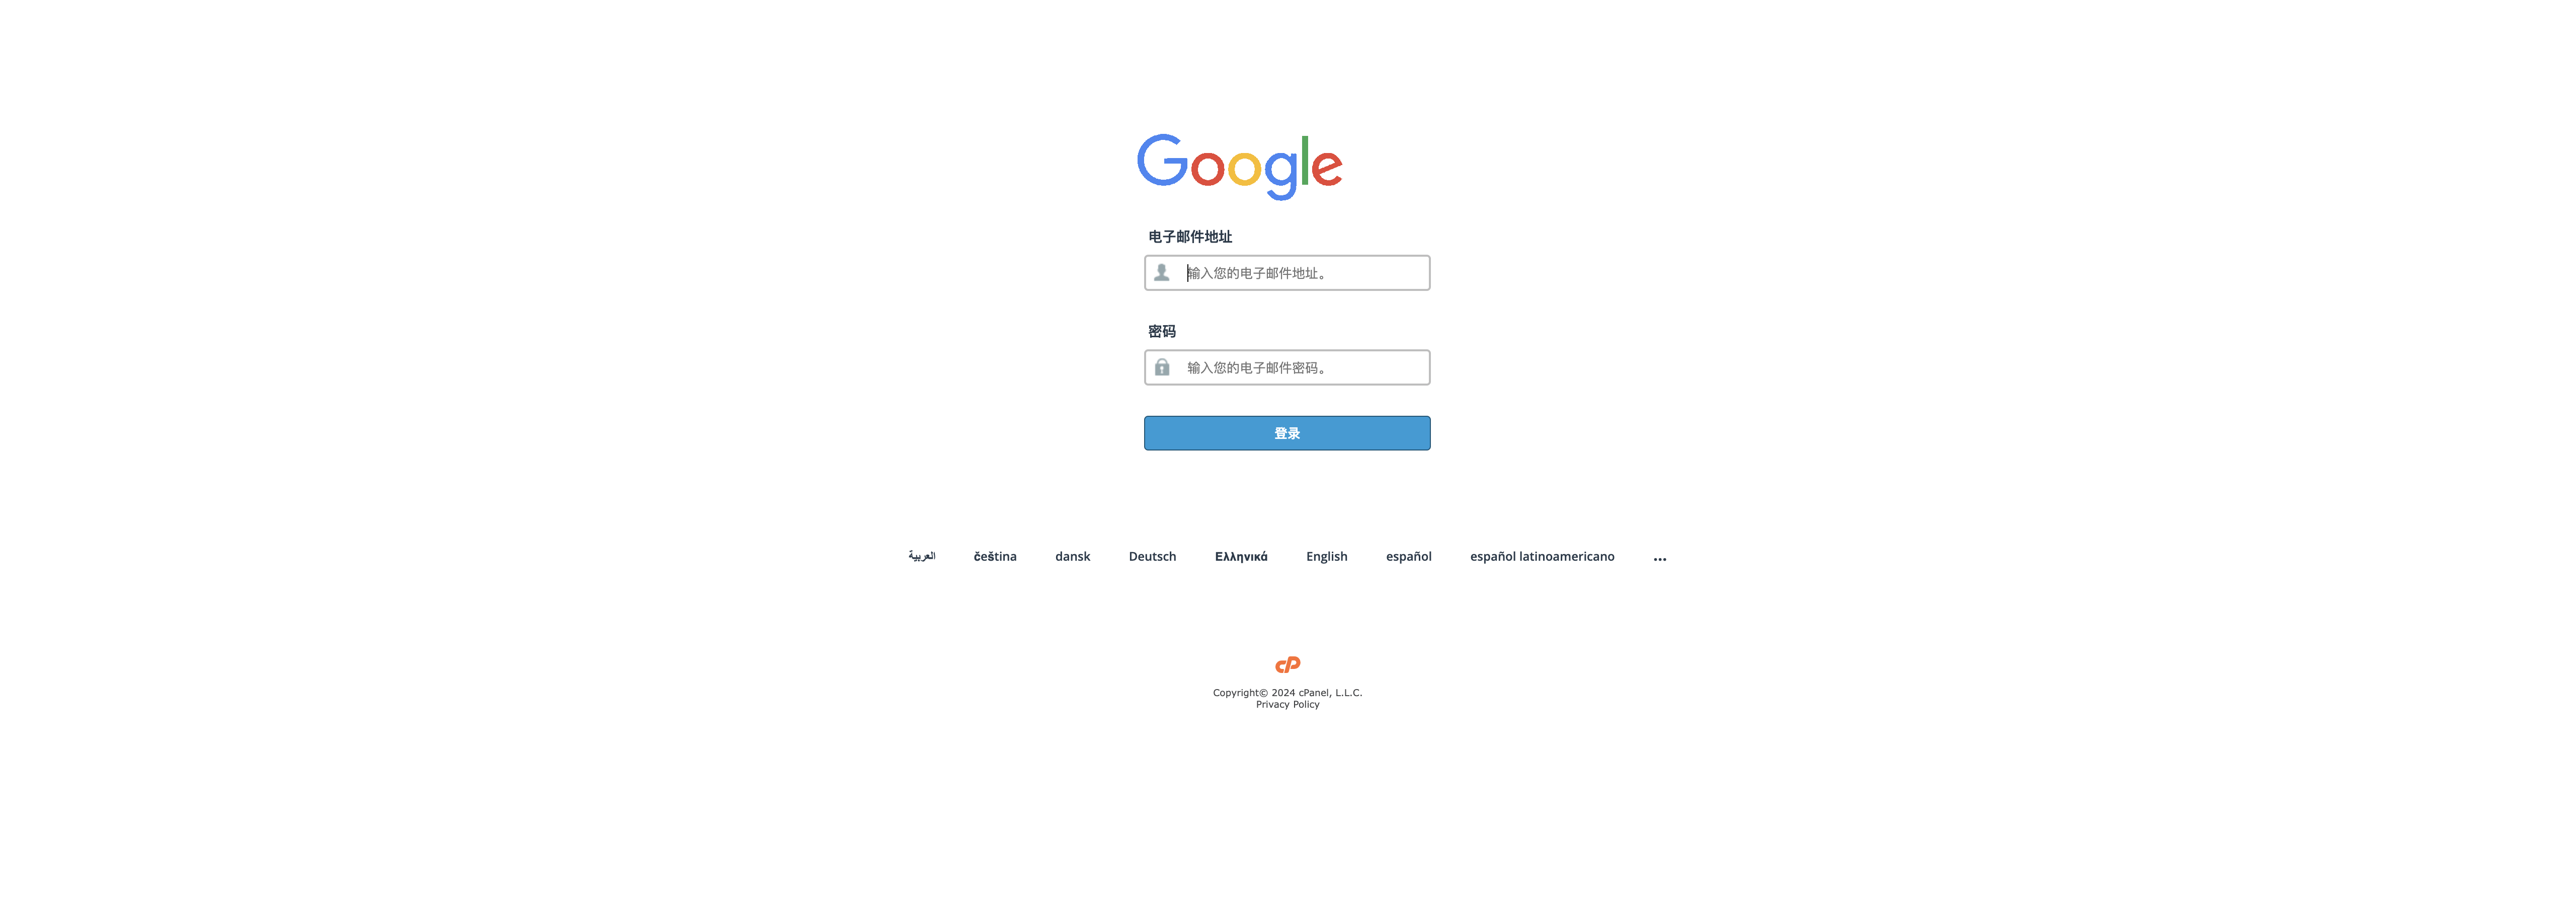 Google
电子邮件地址
输入您的电子邮件地址。
密码
输入您的电子邮件密码。
登录
العربية čeština dansk Deutsch Ελληνικά English español español latinoamericano ...
cP
Copyright© 2024 cPanel, L.L.C.
Privacy Policy